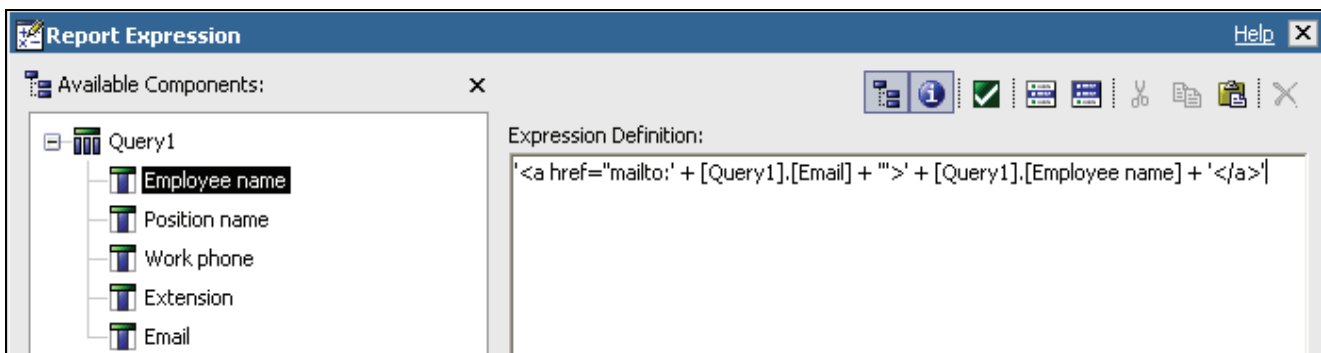 Report Expression Help
Available Components:
Query1
Employee name
Position name
Work phone
Extension
Email
Expression Definition:
'<a href="mailto:' + [Query1].[Email] + '">' + [Query1].[Employee name] + '</a>'